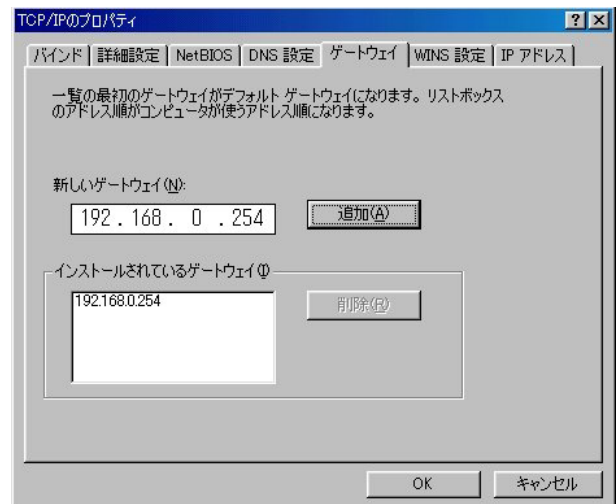 TCP/IPのプロパティ
バインド 詳細設定 NetBIOS DNS 設定 ゲートウェイ WINS 設定 IP アドレス
一覧の最初のゲートウェイがデフォルト ゲートウェイになります。リストボックス
のアドレス順がコンピュータが使うアドレス順になります。
新しいゲートウェイ(N):
192 . 168 . 0 . 254 追加(A)
インストールされているゲートウェイ(I)
192.168.0.254 削除(R)
OK キャンセル